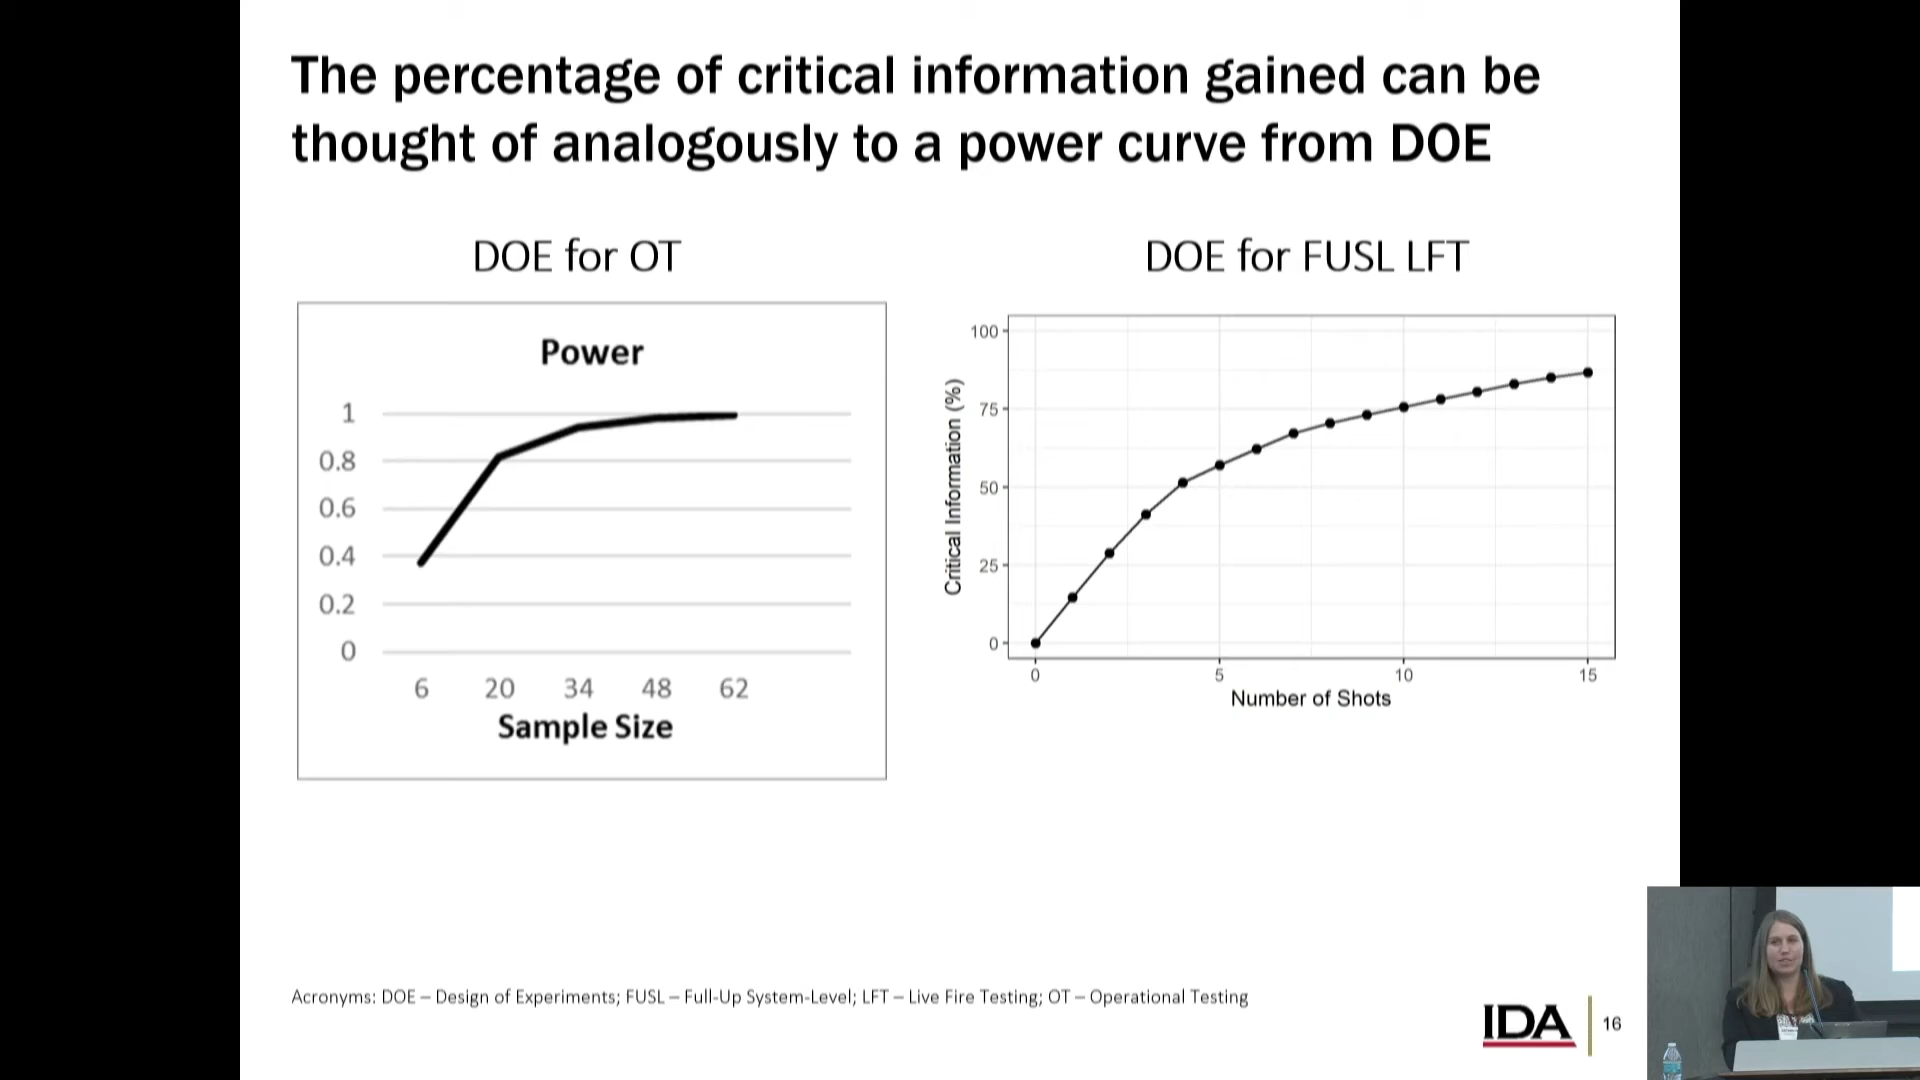 The percentage of critical information gained can be
thought of analogously to a power curve from DOE
DOE for OT
Power
1
0.8
0.6
0.4
0.2
0
6 20 34 48 62
Sample Size
DOE for FUSL LFT
Critical Information (%)
100
75
50
25
0
0 5 10 15
Number of Shots
Acronyms: DOE – Design of Experiments; FUSL – Full-Up System-Level; LFT – Live Fire Testing; OT – Operational Testing
IDA
16